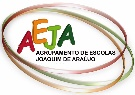 AEJA
AGRUPAMENTO DE ESCOLAS
JOAQUIM DE ARAÚJO